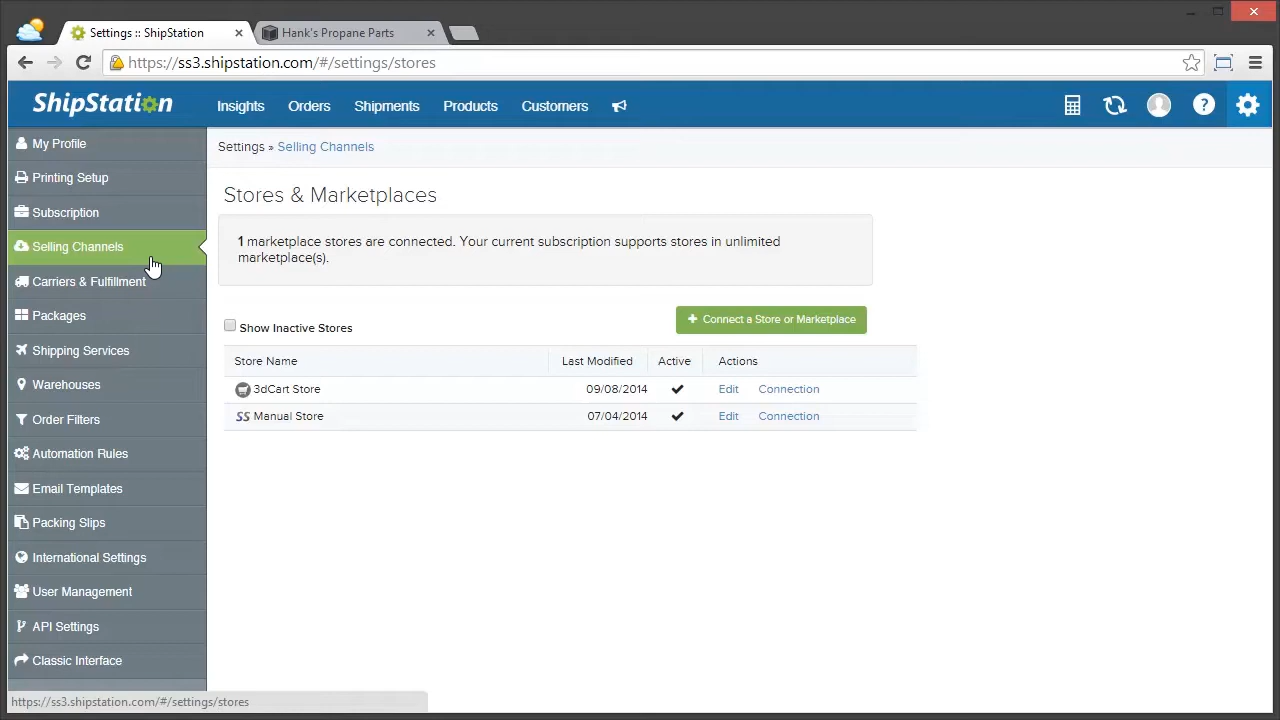 Settings :: ShipStation
Hank's Propane Parts
https://ss3.shipstation.com/#/settings/stores
ShipStation
Insights
Orders
Shipments
Products
Customers
My Profile
Printing Setup
Subscription
Selling Channels
Carriers & Fulfillment
Packages
Shipping Services
Warehouses
Order Filters
Automation Rules
Email Templates
Packing Slips
International Settings
User Management
API Settings
Classic Interface
Settings » Selling Channels
Stores & Marketplaces
1 marketplace stores are connected. Your current subscription supports stores in unlimited
marketplace(s).
Show Inactive Stores
+ Connect a Store or Marketplace
Store Name Last Modified Active Actions
3dCart Store 09/08/2014 ✔ Edit Connection
SS Manual Store 07/04/2014 ✔ Edit Connection
https://ss3.shipstation.com/#/settings/stores